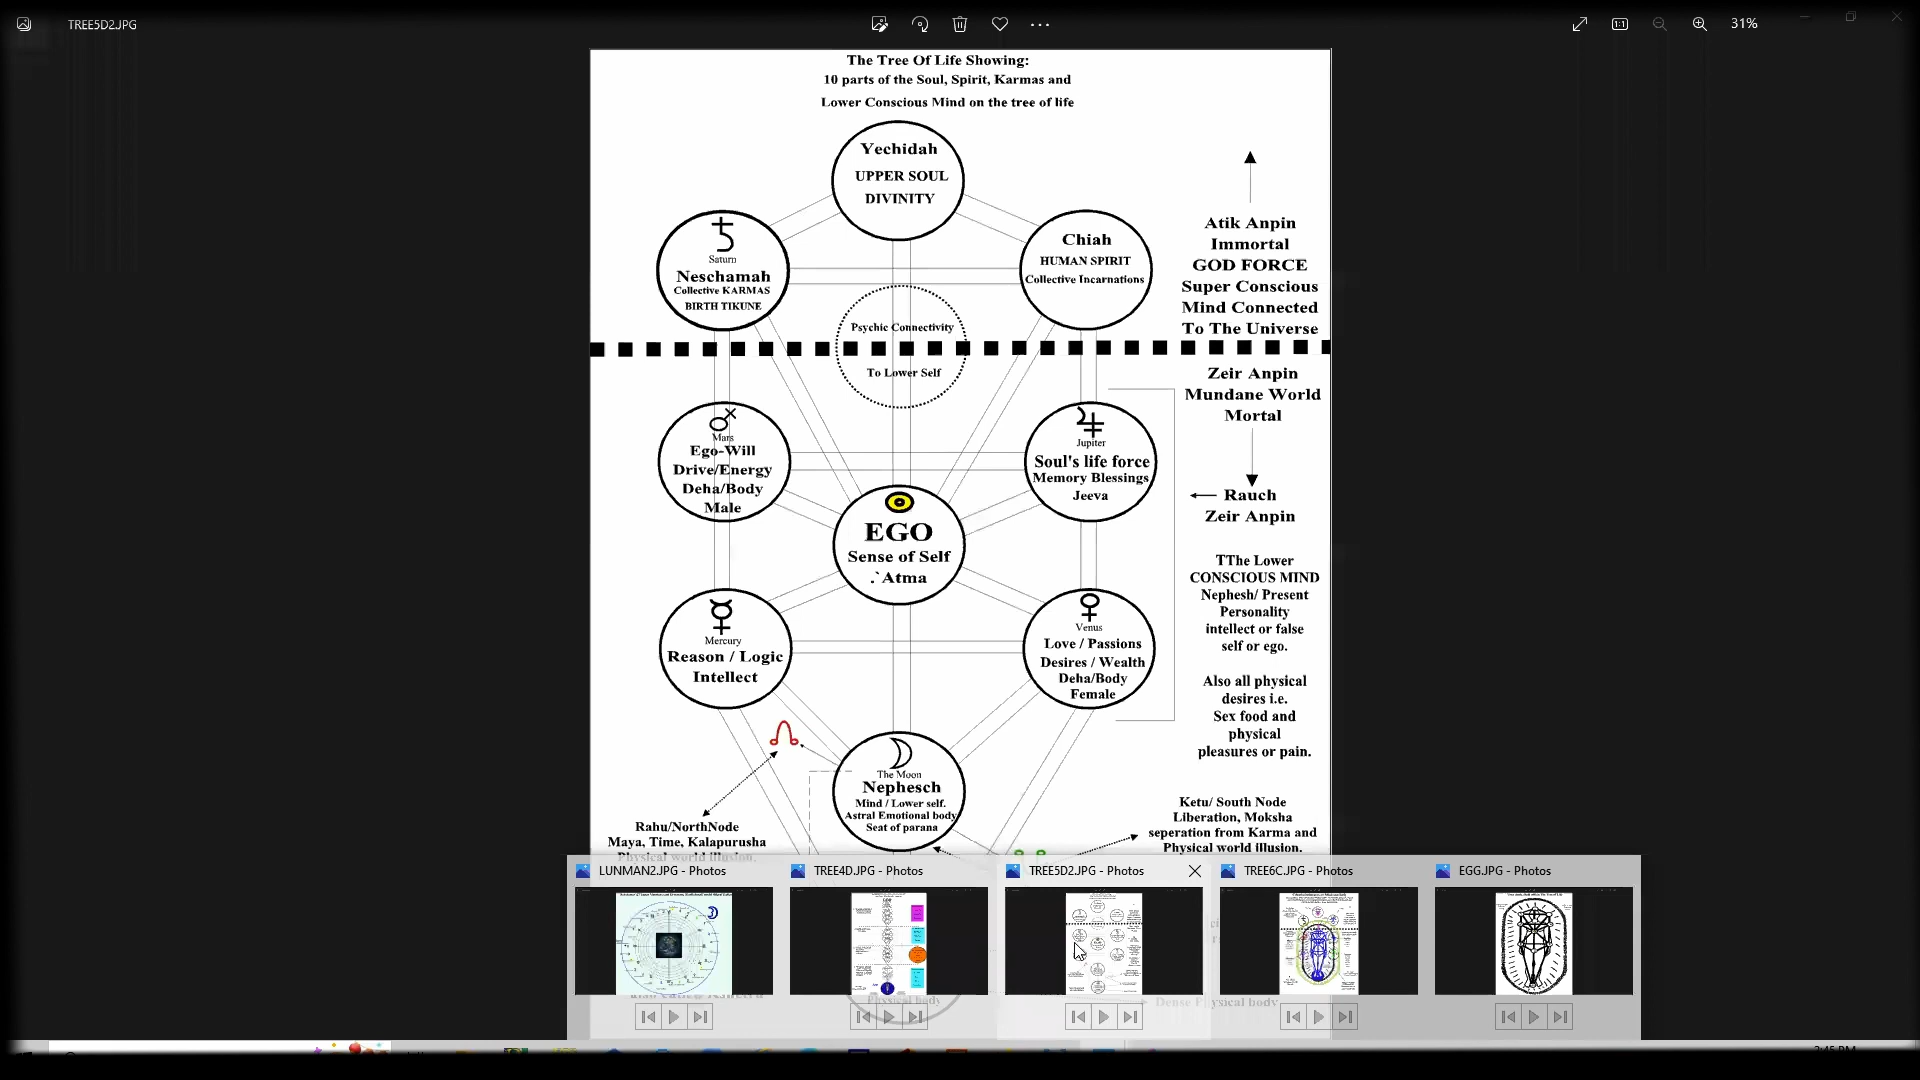 TREE5D2.JPG
31%
The Tree Of Life Showing:
10 parts of the Soul, Spirit, Karmas and
Lower Conscious Mind on the tree of life
Yechidah
UPPER SOUL
DIVINITY
Saturn
Neschamah
Collective KARMAS
BIRTH TIKUNE
Chiah
HUMAN SPIRIT
Collective Incarnations
Atik Anpin
Immortal
GOD FORCE
Super Conscious
Mind Connected
To The Universe
Psychic Connectivity
To Lower Self
Zeir Anpin
Mundane World
Mortal
Mars
Ego-Will
Drive/Energy
Deha/Body
Male
Jupiter
Soul's life force
Memory Blessings
Jeeva
Rauch
Zeir Anpin
EGO
Sense of Self
.`Atma
TThe Lower
CONSCIOUS MIND
Nephesh/ Present
Personality
intellect or false
self or ego.
Mercury
Reason / Logic
Intellect
Venus
Love / Passions
Desires / Wealth
Deha/Body
Female
Also all physical
desires i.e.
Sex food and
physical
pleasures or pain.
The Moon
Nephesch
Mind / Lower self.
Astral Emotional body
Seat of parana
Rahu/NorthNode
Maya, Time, Kalapurusha
Physical world illusion.
Ketu/ South Node
Liberation, Moksha
seperation from Karma and
Physical world illusion.
LUNMAN2.JPG - Photos
TREE4D.JPG - Photos
TREE5D2.JPG - Photos
TREE6C.JPG - Photos
EGG.JPG - Photos
Physical body
Dense Physical body